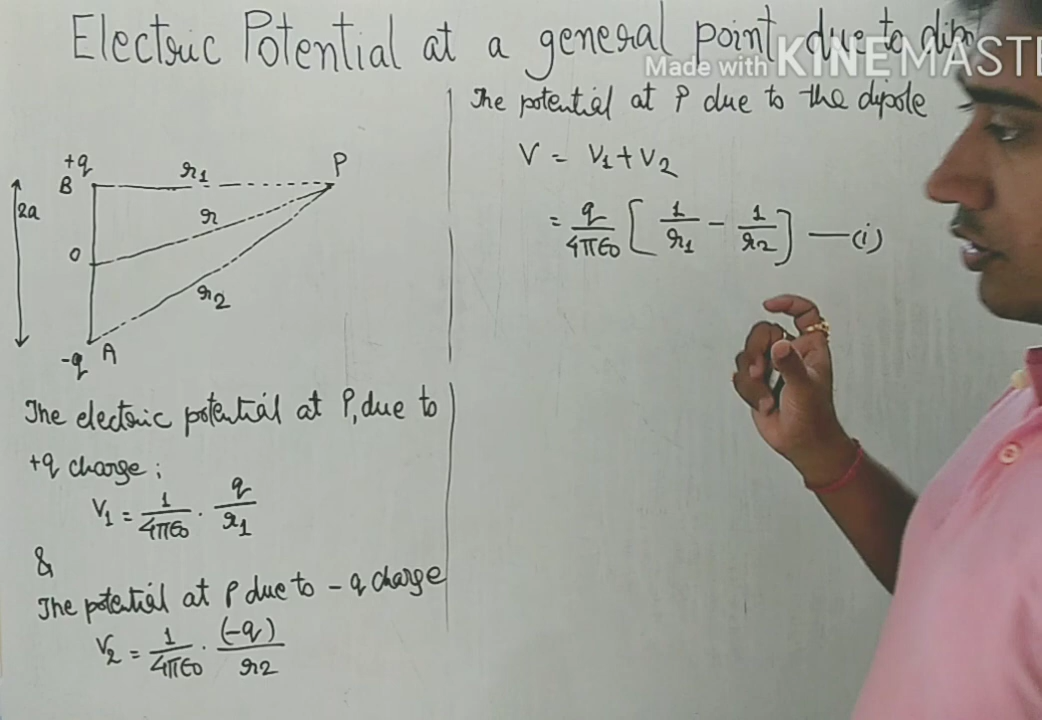 Electric Potential at a general point due to dipo
Made with KINEMASTE
+q
B
r1
P
2a
r
O
r2
-q A
The electric potential at P, due to
+q charge;
V1 = 1/4πε0 . q/r1
&
The potential at P due to - q charge
V2 = 1/4πε0 . (-q)/r2
The potential at P due to the dipole
V = V1 + V2
= q/4πε0 [ 1/r1 - 1/r2 ] —(i)